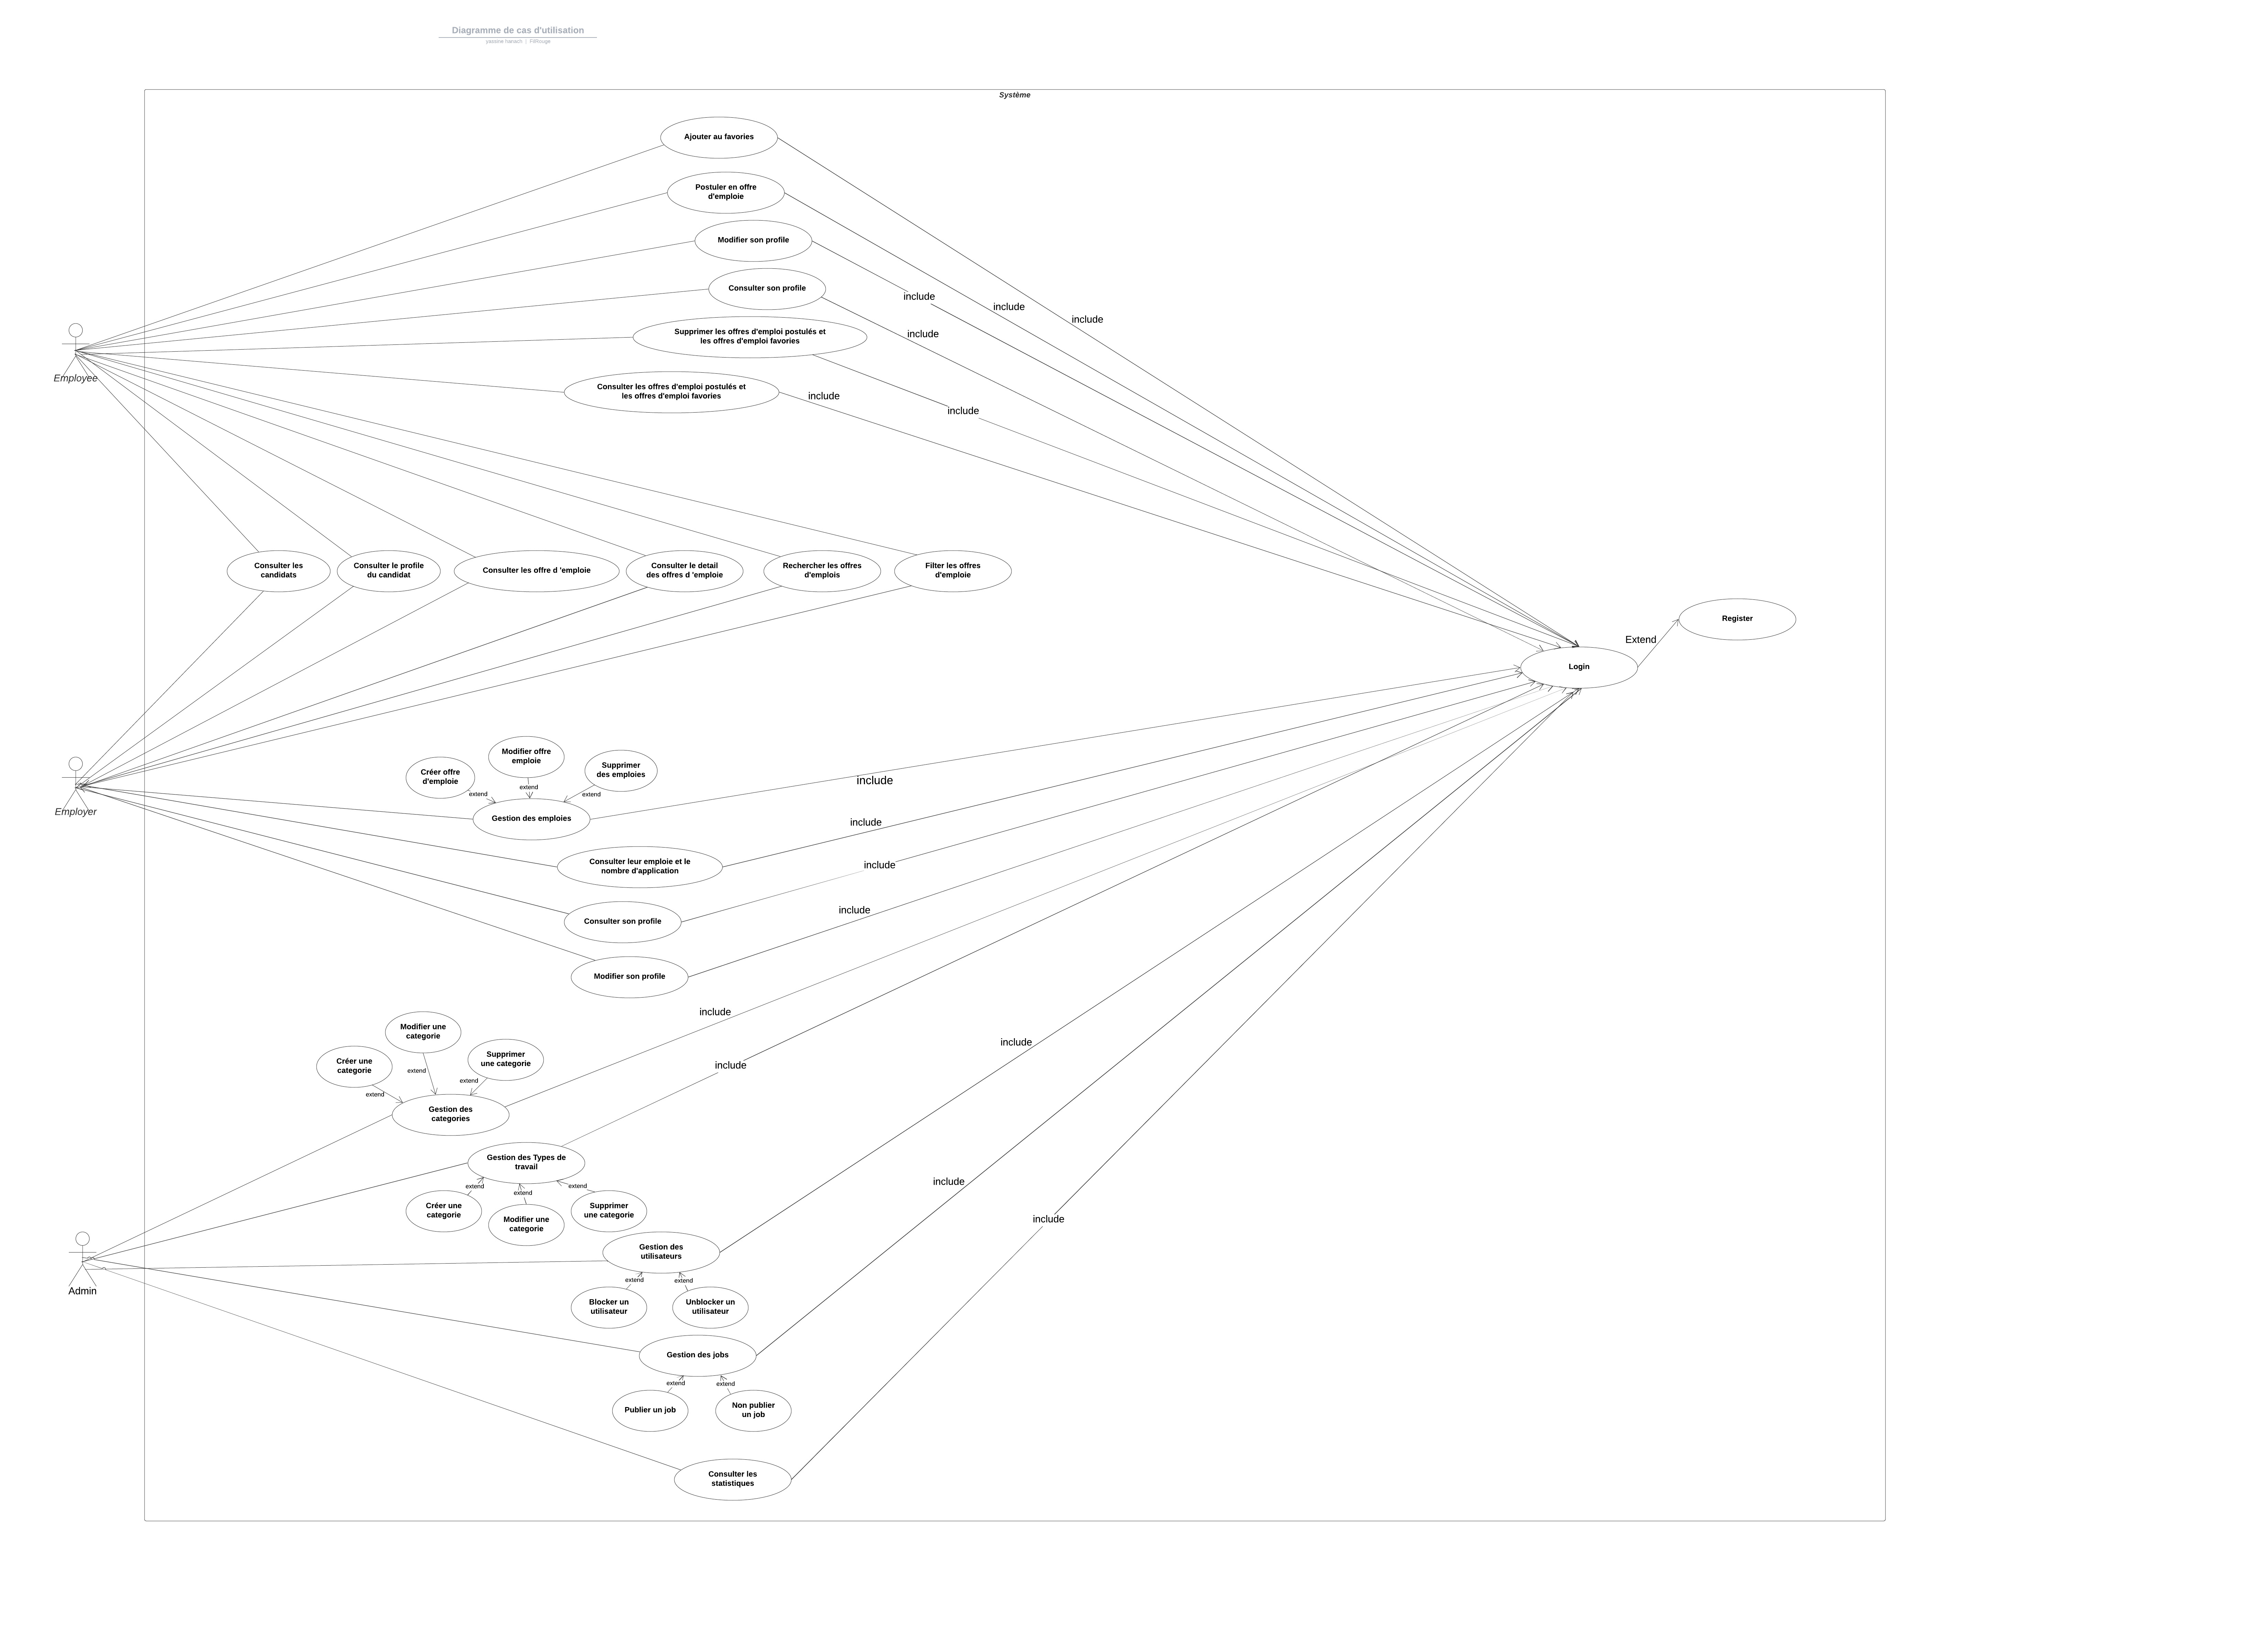 Diagramme de cas d'utilisation
yassine harrach | FilRouge
Système
Ajouter au favories
Postuler en offre
d'emploie
Modifier son profile
Consulter son profile
include
include
include
include
Supprimer les offres d'emploi postulés et
les offres d'emploi favories
Employee
Consulter les offres d'emploi postulés et
les offres d'emploi favories
include
include
Consulter les
candidats
Consulter le profile
du candidat
Consulter les offre d 'emploie
Consulter le detail
des offres d 'emploie
Rechercher les offres
d'emplois
Filter les offres
d'emploie
Register
Extend
Login
Créer offre
d'emploie
Modifier offre
emploie
Supprimer
des emploies
extend
extend
extend
include
Employer
Gestion des emploies
include
Consulter leur emploie et le
nombre d'application
include
Consulter son profile
include
Modifier son profile
include
Modifier une
categorie
Créer une
categorie
Supprimer
une categorie
extend
extend
extend
include
include
Gestion des
categories
Gestion des Types de
travail
extend
extend
extend
Créer une
categorie
Modifier une
categorie
Supprimer
une categorie
include
include
Gestion des
utilisateurs
Admin
extend
extend
Blocker un
utilisateur
Unblocker un
utilisateur
Gestion des jobs
extend
extend
Publier un job
Non publier
un job
Consulter les
statistiques